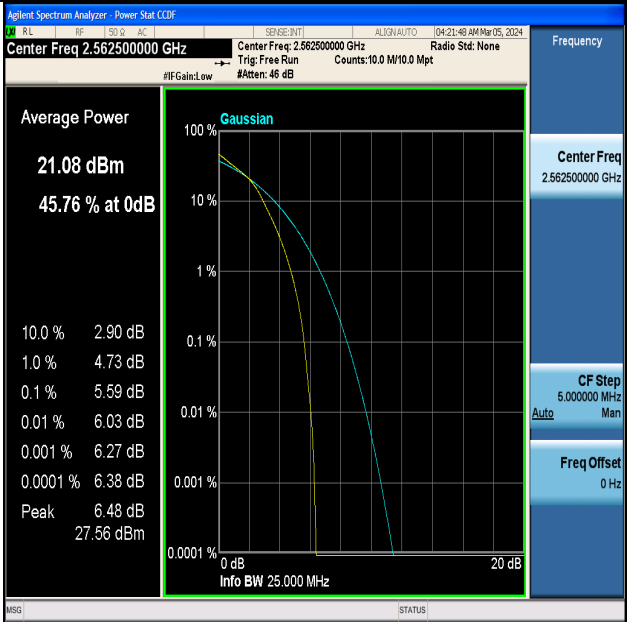 Agilent Spectrum Analyzer - Power Stat CCDF
LXI RL RF 50 Ω AC SENSE:INT ALIGN AUTO 04:21:48 AM Mar 05, 2024
Center Freq 2.562500000 GHz
Center Freq: 2.562500000 GHz Radio Std: None
Trig: Free Run Counts:10.0 M/10.0 Mpt
#IFGain:Low #Atten: 46 dB
Frequency
Average Power
21.08 dBm
45.76 % at 0dB
10.0 % 2.90 dB
1.0 % 4.73 dB
0.1 % 5.59 dB
0.01 % 6.03 dB
0.001 % 6.27 dB
0.0001 % 6.38 dB
Peak 6.48 dB
27.56 dBm
Gaussian
100 %
10 %
1 %
0.1 %
0.01 %
0.001 %
0.0001 %
0 dB 20 dB
Info BW 25.000 MHz
Center Freq
2.562500000 GHz
CF Step
5.000000 MHz
Auto Man
Freq Offset
0 Hz
MSG STATUS